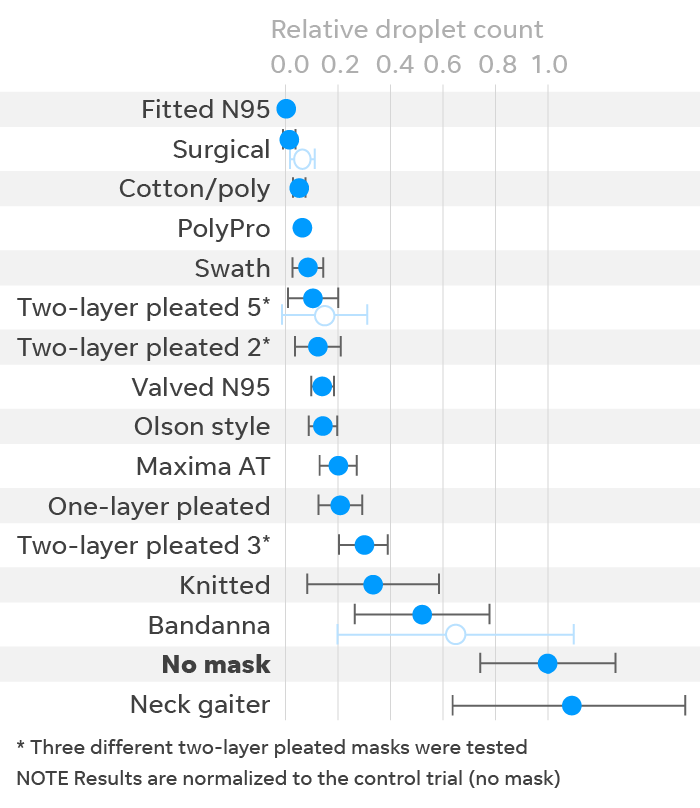 Relative droplet count
0.0 0.2 0.4 0.6 0.8 1.0
Fitted N95
Surgical
Cotton/poly
PolyPro
Swath
Two-layer pleated 5*
Two-layer pleated 2*
Valved N95
Olson style
Maxima AT
One-layer pleated
Two-layer pleated 3*
Knitted
Bandanna
No mask
Neck gaiter
* Three different two-layer pleated masks were tested
NOTE Results are normalized to the control trial (no mask)